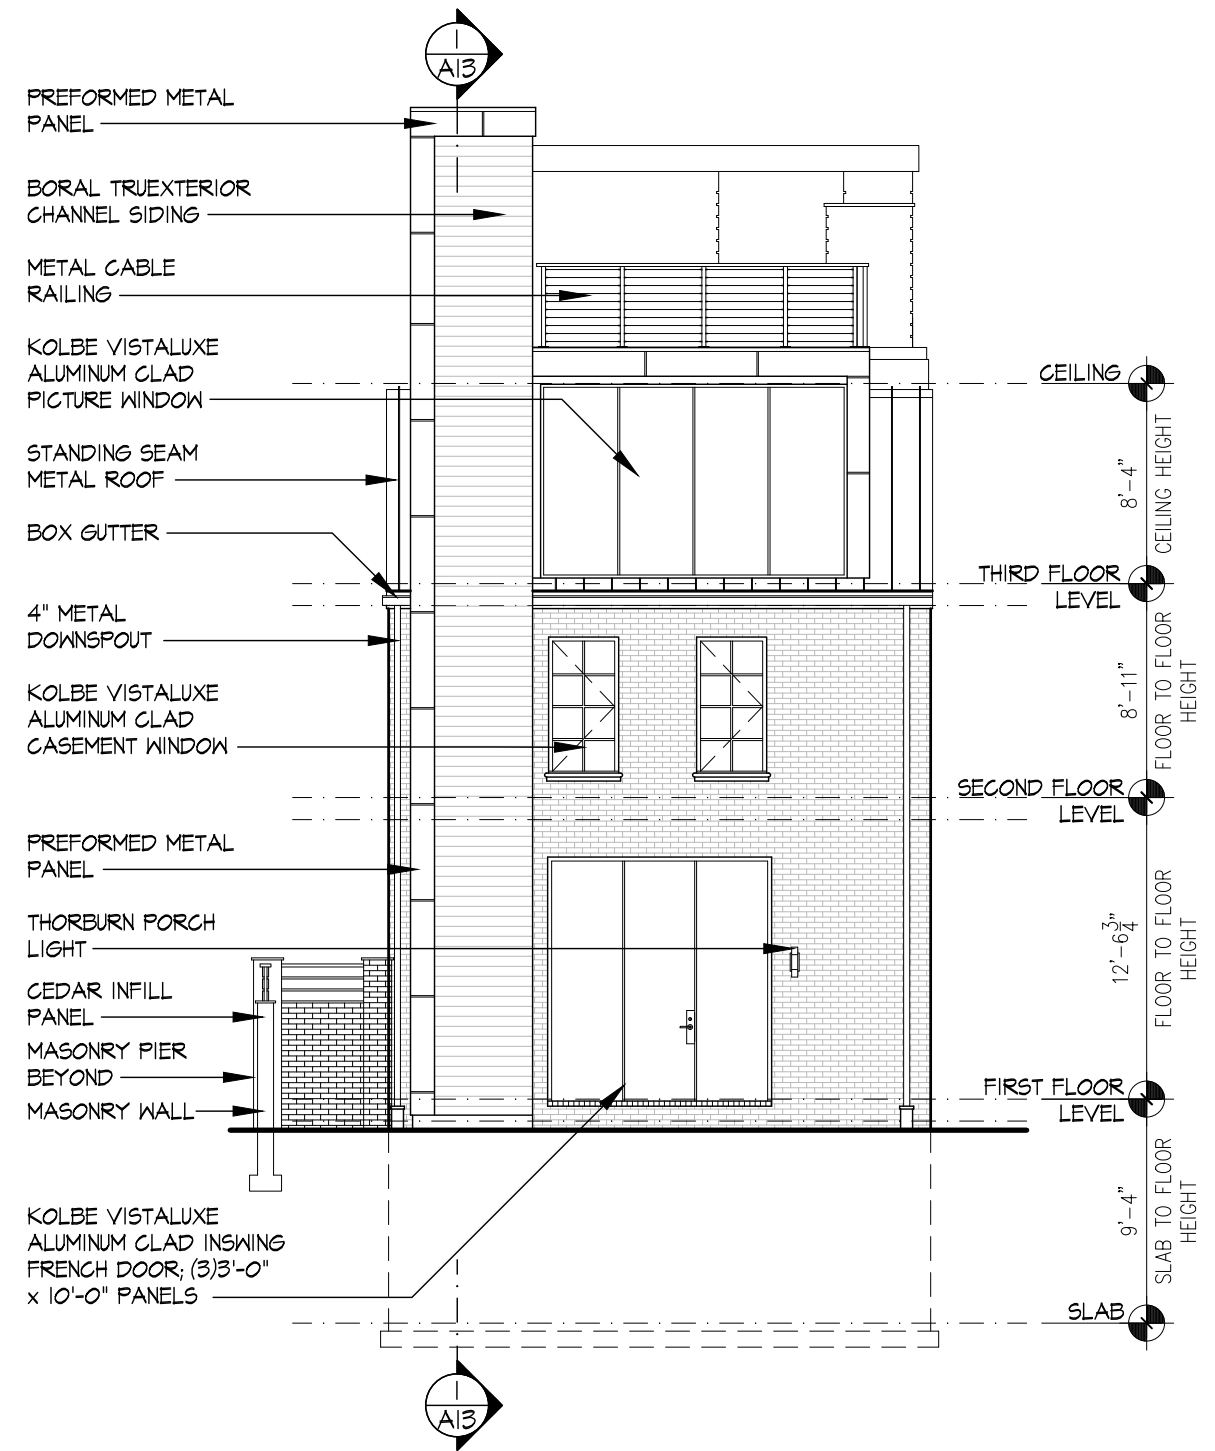 A13
PREFORMED METAL
PANEL
BORAL TRUEXTERIOR
CHANNEL SIDING
METAL CABLE
RAILING
KOLBE VISTALUXE
ALUMINUM CLAD
PICTURE WINDOW
STANDING SEAM
METAL ROOF
BOX GUTTER
4" METAL
DOWNSPOUT
KOLBE VISTALUXE
ALUMINUM CLAD
CASEMENT WINDOW
PREFORMED METAL
PANEL
THORBURN PORCH
LIGHT
CEDAR INFILL
PANEL
MASONRY PIER
BEYOND
MASONRY WALL
KOLBE VISTALUXE
ALUMINUM CLAD INSWING
FRENCH DOOR; (3)3'-0"
x 10'-0" PANELS
CEILING
8'-4"
CEILING HEIGHT
THIRD FLOOR
LEVEL
8'-11"
FLOOR TO FLOOR
HEIGHT
SECOND FLOOR
LEVEL
12'-6 3/4"
FLOOR TO FLOOR
HEIGHT
FIRST FLOOR
LEVEL
9'-4"
SLAB TO FLOOR
HEIGHT
SLAB
A13